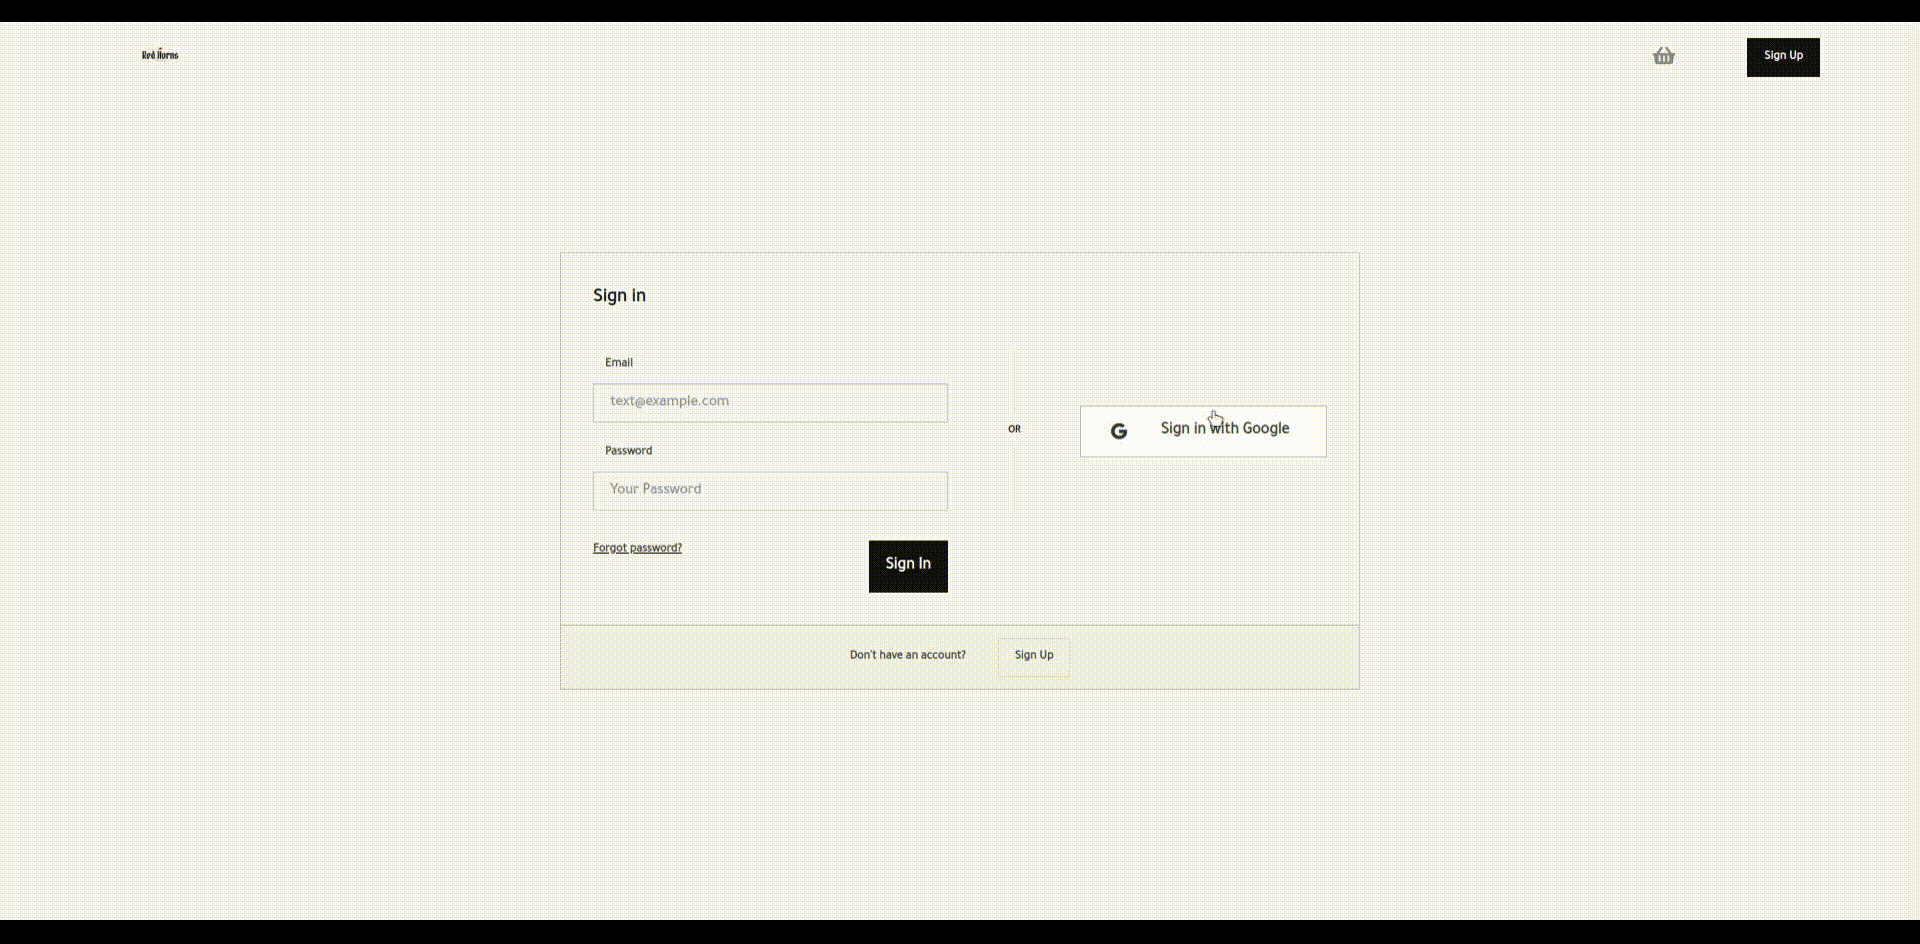 Red Horns
Sign Up
Sign in
Email
text@example.com
Password
Your Password
Forgot password?
Sign In
OR
Sign in with Google
Don't have an account?
Sign Up